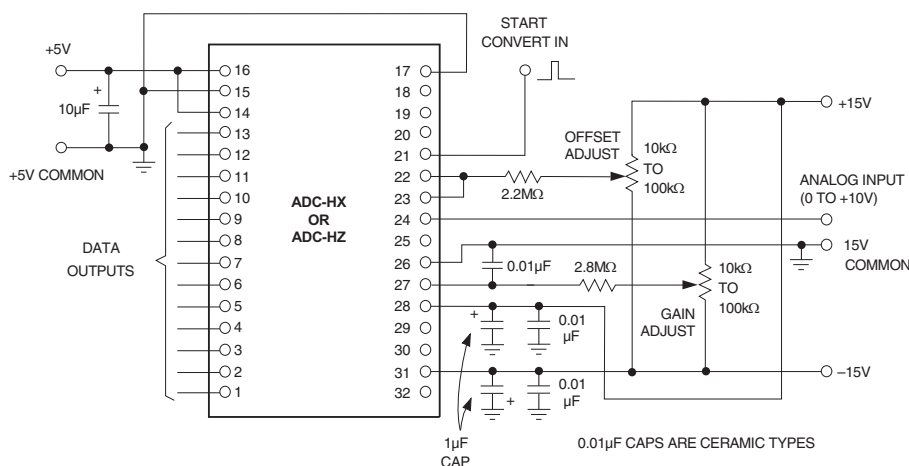 START
CONVERT IN
+5V
+
10µF
+5V COMMON
DATA
OUTPUTS
16
15
14
13
12
11
10
9
8
7
6
5
4
3
2
1
ADC-HX
OR
ADC-HZ
17
18
19
20
21
22
23
24
25
26
27
28
29
30
31
32
2.2MΩ
OFFSET
ADJUST
10kΩ
TO
100kΩ
+15V
ANALOG INPUT
(0 TO +10V)
15V
COMMON
0.01µF
2.8MΩ
10kΩ
TO
100kΩ
GAIN
ADJUST
+
0.01
µF
–15V
+
0.01
µF
1µF
CAP
0.01µF CAPS ARE CERAMIC TYPES